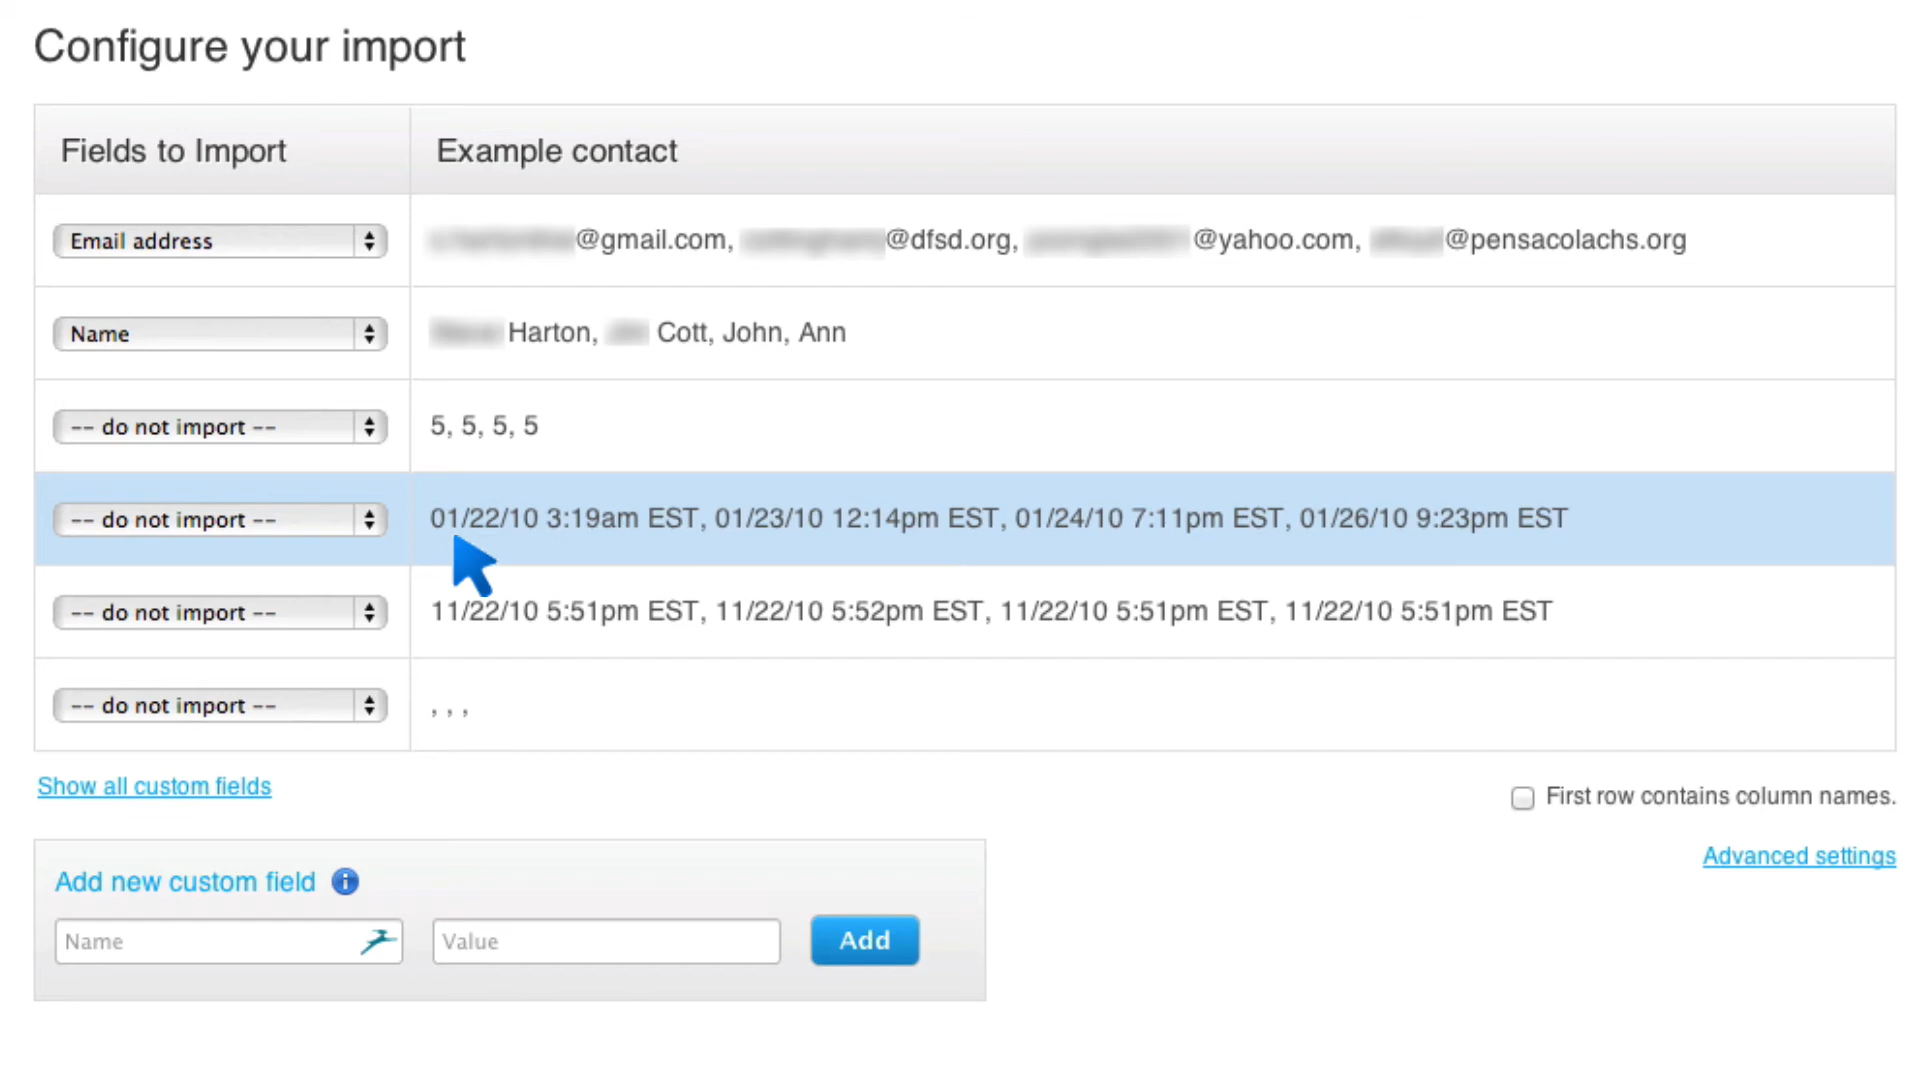 Configure your import
Fields to Import
Example contact
Email address
@gmail.com, @dfsd.org, @yahoo.com, @pensacolachs.org
Name
Harton, Cott, John, Ann
-- do not import --
5, 5, 5, 5
-- do not import --
01/22/10 3:19am EST, 01/23/10 12:14pm EST, 01/24/10 7:11pm EST, 01/26/10 9:23pm EST
-- do not import --
11/22/10 5:51pm EST, 11/22/10 5:52pm EST, 11/22/10 5:51pm EST, 11/22/10 5:51pm EST
-- do not import --
, , ,
Show all custom fields
First row contains column names.
Advanced settings
Add new custom field i
Name
Value
Add